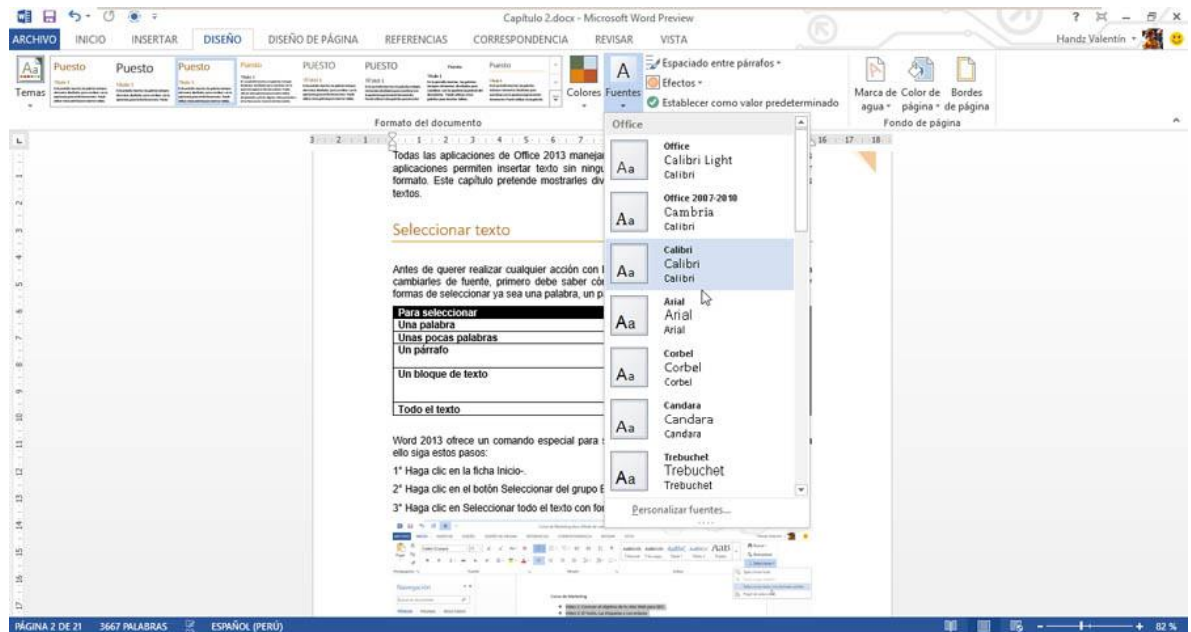 Capítulo 2.docx - Microsoft Word Preview
ARCHIVO INICIO INSERTAR DISEÑO DISEÑO DE PÁGINA REFERENCIAS CORRESPONDENCIA REVISAR VISTA
Handz Valentín
Temas
Puesto Puesto Puesto Puesto PUESTO PUESTO Puesto Puesto
Colores
Fuentes
Espaciado entre párrafos
Efectos
Establecer como valor predeterminado
Marca de agua
Color de página
Bordes de página
Formato del documento
Fondo de página
Todas las aplicaciones de Office 2013 maneja
aplicaciones permiten insertar texto sin ning
formato. Este capítulo pretende mostrarles div
textos.
Seleccionar texto
Antes de querer realizar cualquier acción con
cambiarles de fuente, primero debe saber
formas de seleccionar ya sea una palabra, un
Para seleccionar
Una palabra
Unas pocas palabras
Un párrafo
Un bloque de texto
Todo el texto
Word 2013 ofrece un comando especial para
ello siga estos pasos:
1° Haga clic en la ficha Inicio-.
2° Haga clic en el botón Seleccionar del grupo
3° Haga clic en Seleccionar todo el texto con
Office
Office
Calibri Light
Calibri
Office 2007-2010
Cambria
Calibri
Calibri
Calibri
Calibri
Arial
Arial
Arial
Corbel
Corbel
Corbel
Candara
Candara
Candara
Trebuchet
Trebuchet
Trebuchet
Personalizar fuentes...
Navegación
PÁGINA 2 DE 21 3667 PALABRAS ESPAÑOL (PERÚ) 82 %